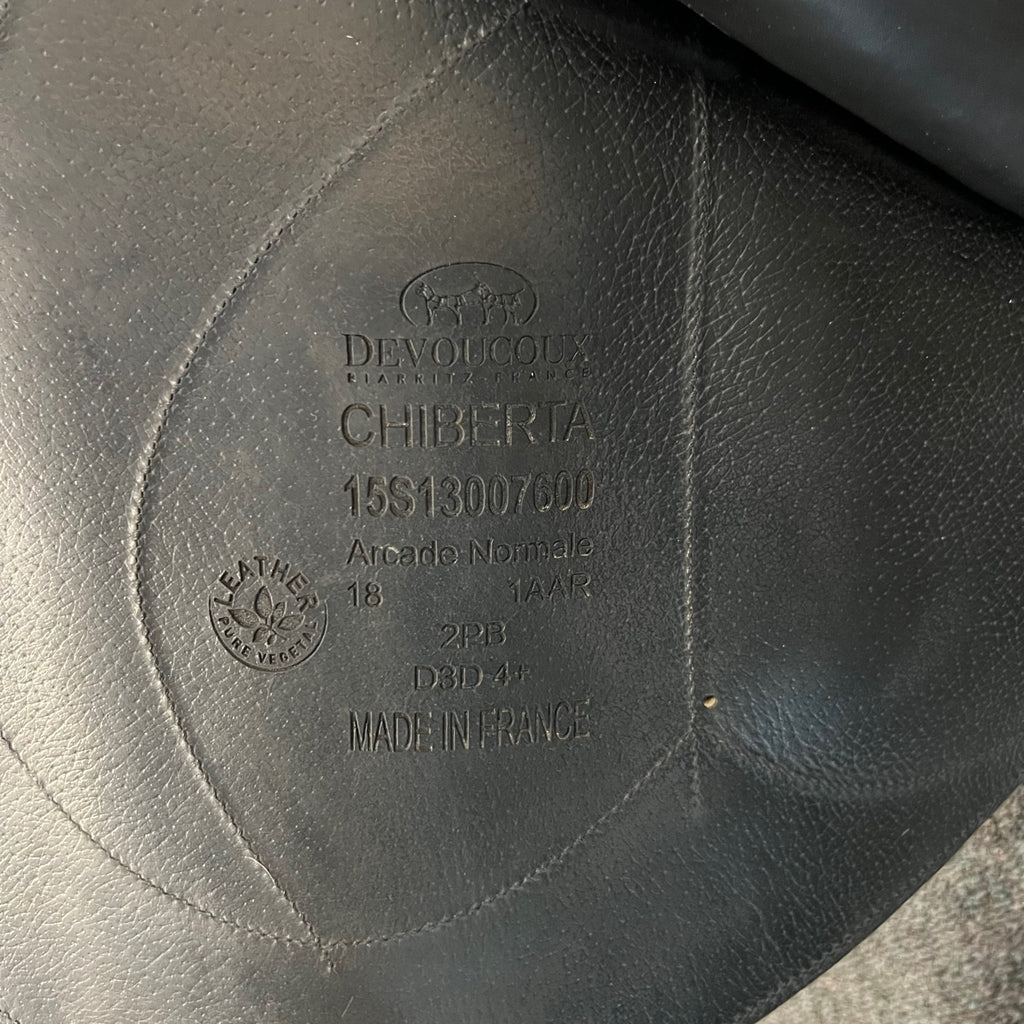 DEVOUCOUX
BIARRITZ FRANCE
CHIBERTA
15S13007600
Arcade Normale
18 1AAR
2PB
D3D 4+
MADE IN FRANCE
LEATHER
PURE VEGETAL